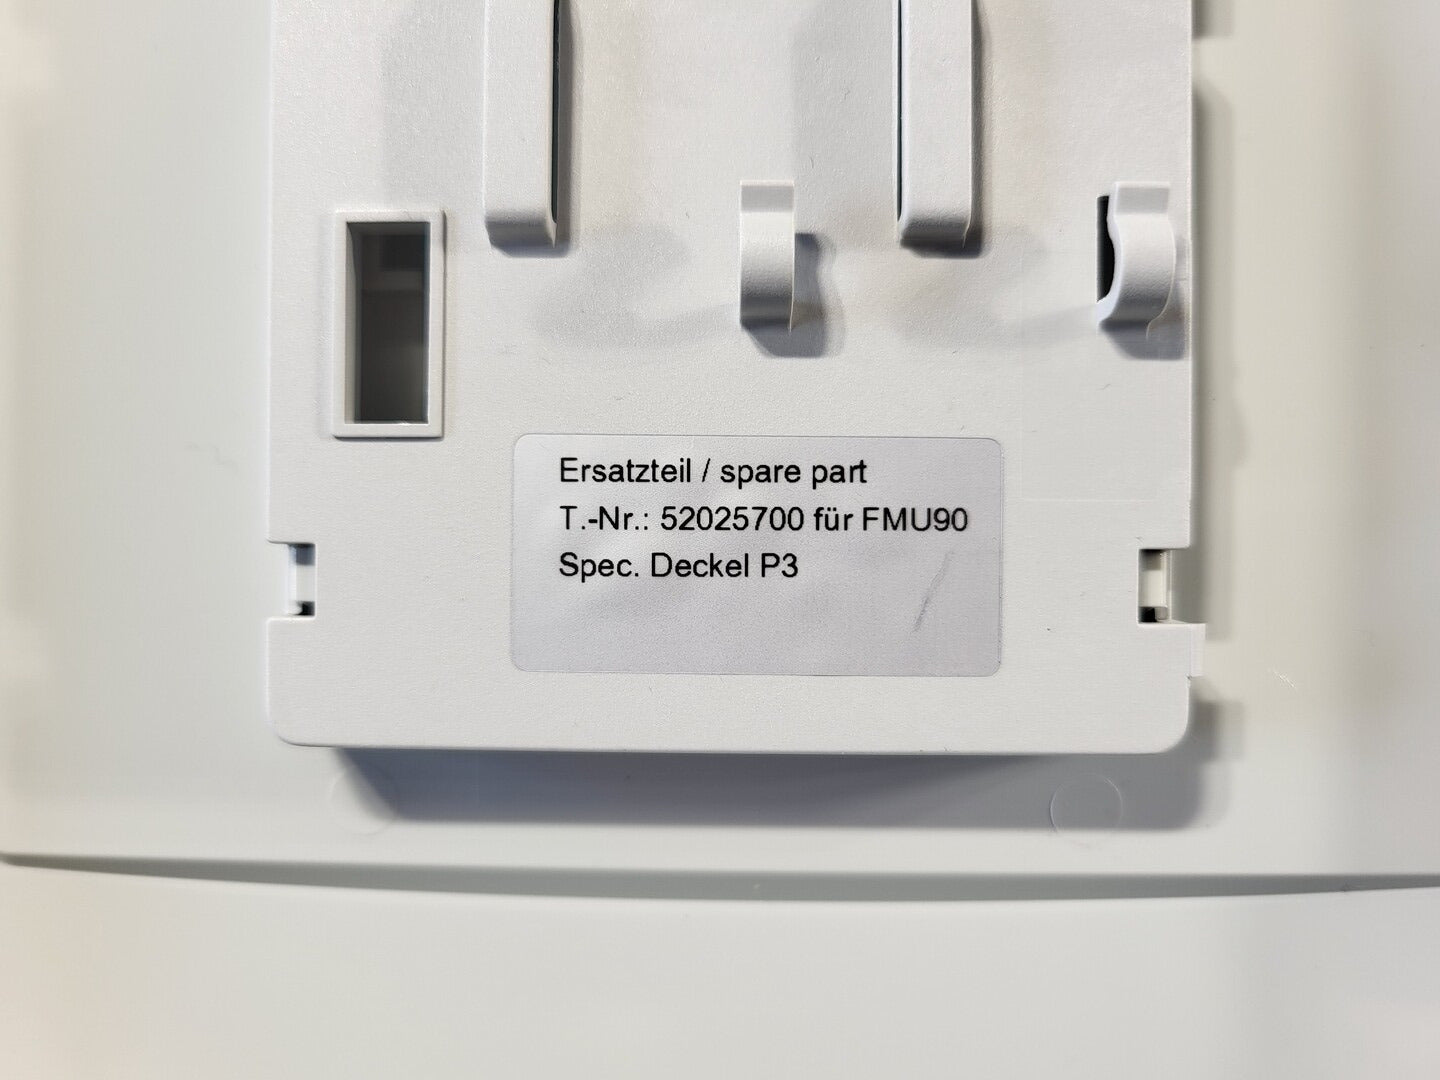 Ersatzteil / spare part
T.-Nr.: 52025700 für FMU90
Spec. Deckel P3